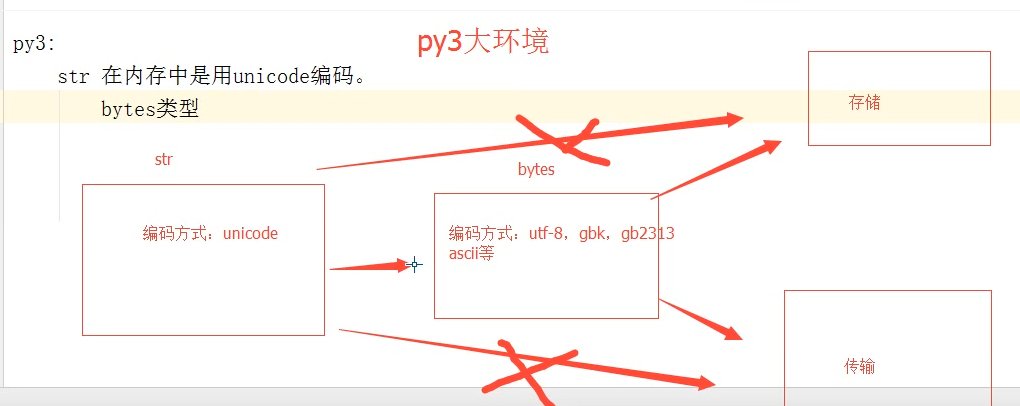 py3:
py3大环境
str 在内存中是用unicode编码。
bytes类型
存储
str
bytes
编码方式：unicode
编码方式：utf-8，gbk，gb2313
ascii等
传输